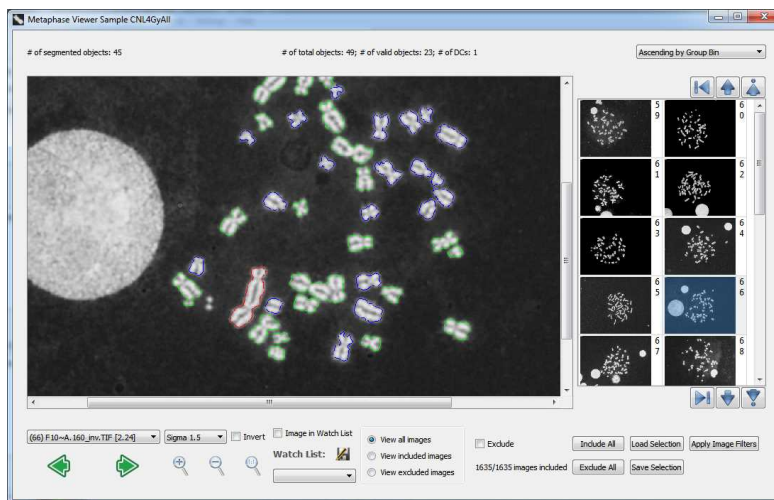 Metaphase Viewer Sample CNL4GyAll
# of segmented objects: 45
# of total objects: 49; # of valid objects: 23; # of DCs: 1
Ascending by Group Bin
59
60
61
62
63
64
65
66
67
68
(66) F10~A.160_inv.TIF [2.24]
Sigma 1.5
Invert
Image in Watch List
Watch List:
View all images
View included images
View excluded images
Exclude
1635/1635 images included
Include All
Load Selection
Apply Image Filters
Exclude All
Save Selection